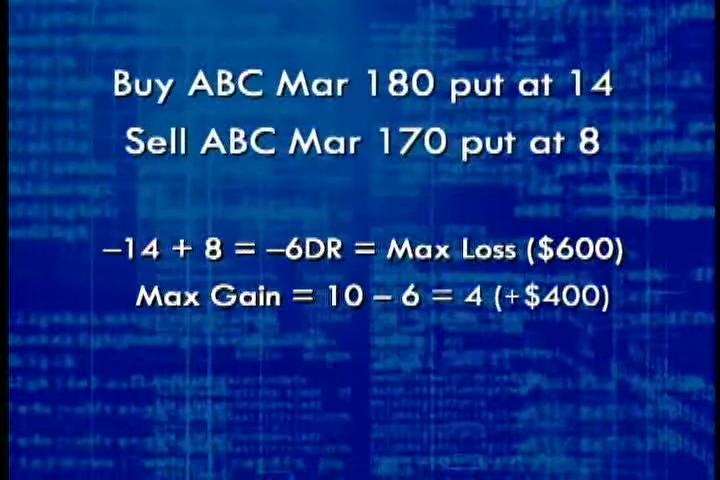 Buy ABC Mar 180 put at 14
Sell ABC Mar 170 put at 8
–14 + 8 = –6DR = Max Loss ($600)
Max Gain = 10 – 6 = 4 (+$400)